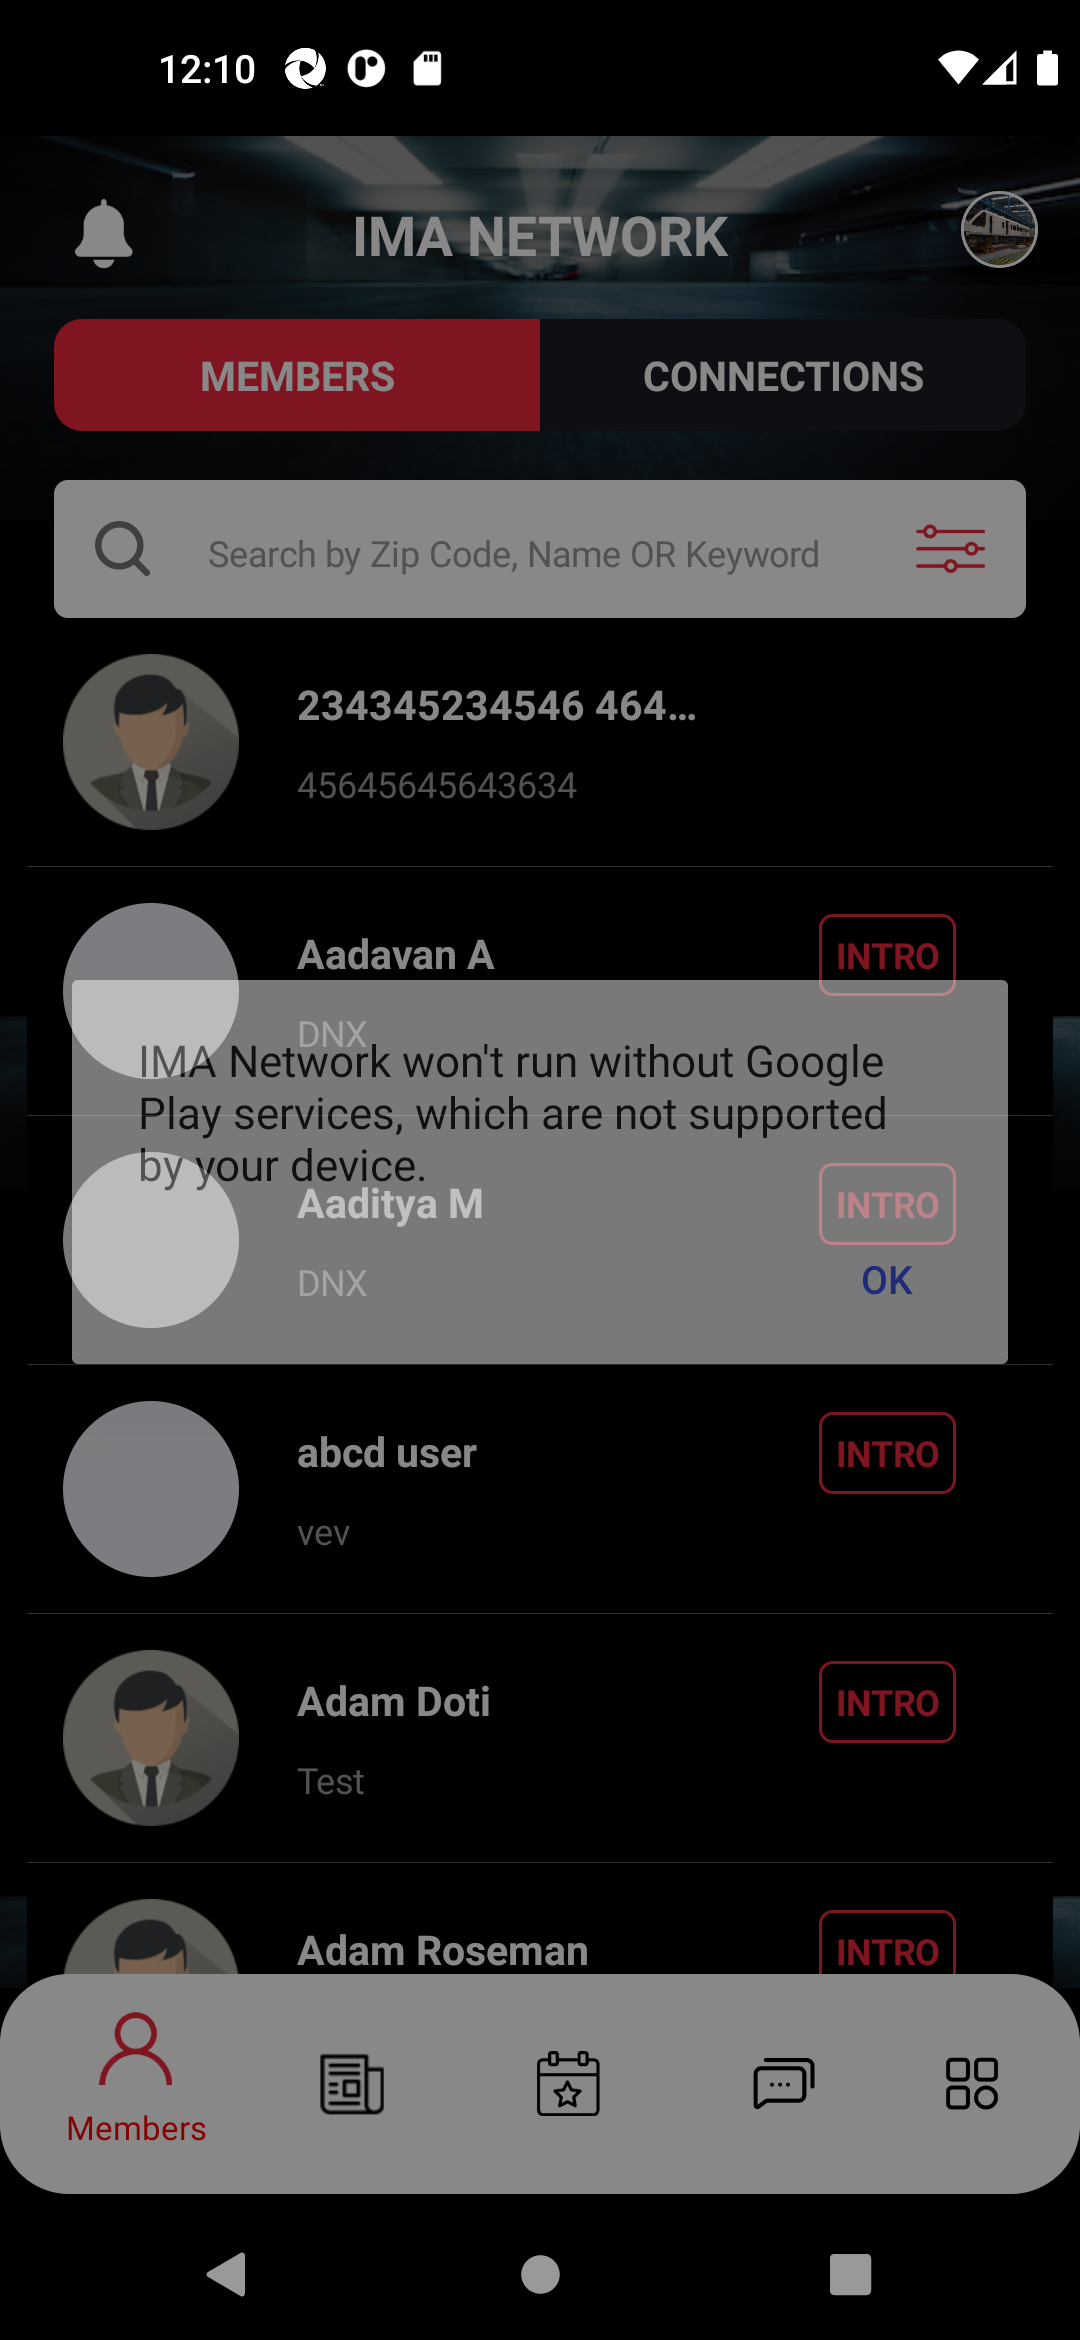 12:10
IMA NETWORK
MEMBERS
CONNECTIONS
Search by Zip Code, Name OR Keyword
234345234546 464...
45645645643634
Aadavan A
INTRO
DNX
IMA Network won't run without Google
Play services, which are not supported
by your device.
Aaditya M
INTRO
DNX
OK
abcd user
INTRO
vev
Adam Doti
INTRO
Test
Adam Roseman
INTRO
Members